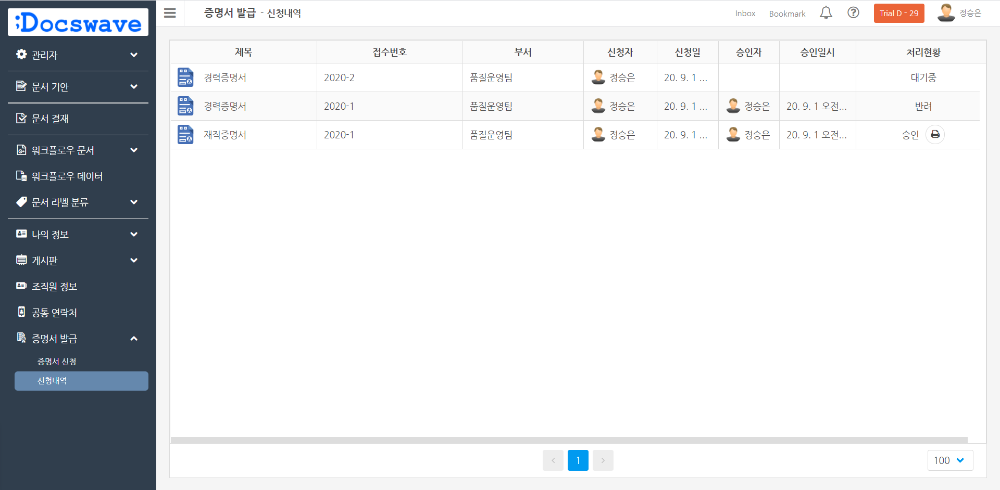 ;Docswave
관리자
문서 기안
문서 결재
워크플로우 문서
워크플로우 데이터
문서 라벨 분류
나의 정보
게시판
조직원 정보
공통 연락처
증명서 발급
증명서 신청
신청내역
증명서 발급 - 신청내역
Inbox Bookmark ? Trial D - 29 정승은
제목 접수번호 부서 신청자 신청일 승인자 승인일시 처리현황
경력증명서 2020-2 품질운영팀 정승은 20. 9. 1 ... 대기중
경력증명서 2020-1 품질운영팀 정승은 20. 9. 1 ... 정승은 20. 9. 1 오전... 반려
재직증명서 2020-1 품질운영팀 정승은 20. 9. 1 ... 정승은 20. 9. 1 오전... 승인
< 1 > 100